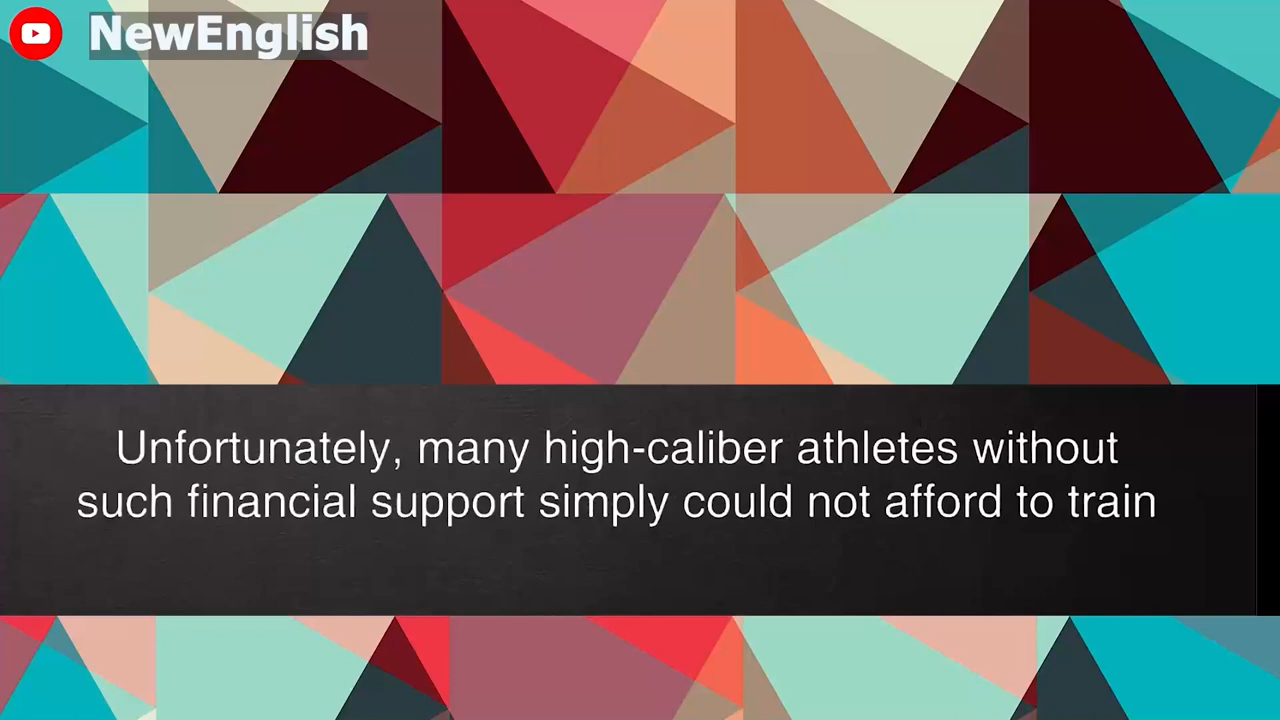 NewEnglish
Unfortunately, many high-caliber athletes without
such financial support simply could not afford to train